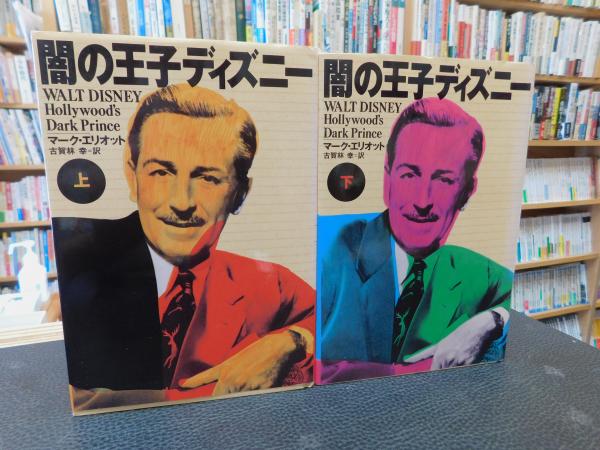 闇の王子ディズニー
WALT DISNEY
Hollywood's
Dark Prince
マーク・エリオット
古賀林 幸=訳
上
闇の王子ディズニー
WALT DISNEY
Hollywood's
Dark Prince
マーク・エリオット
古賀林 幸=訳
下